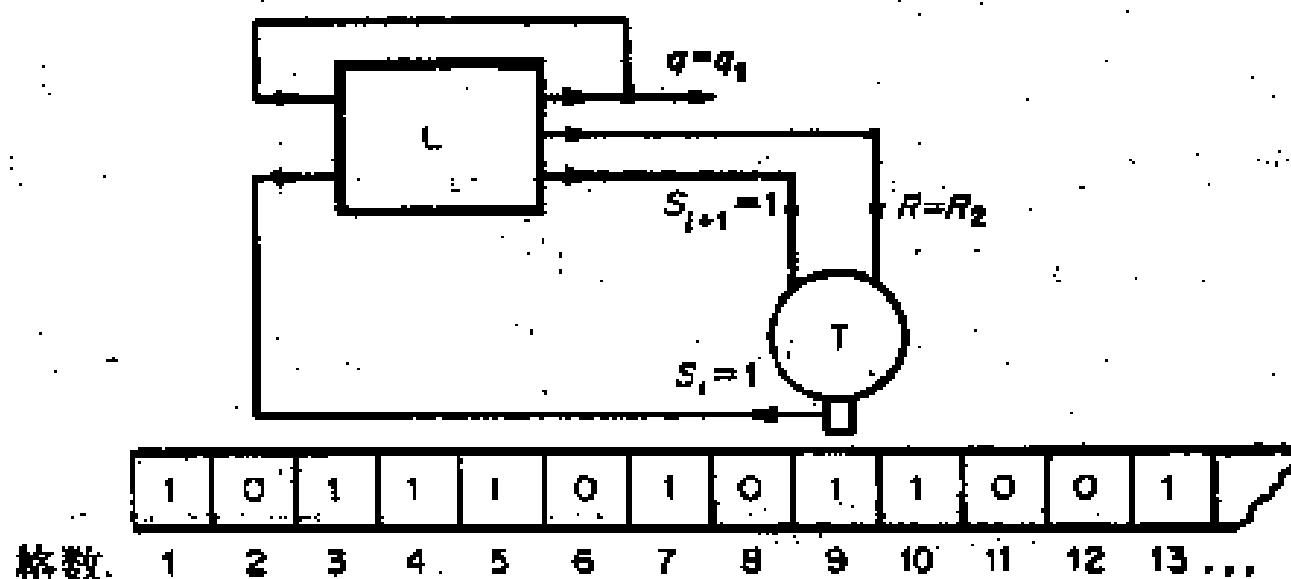 q=q₁
L
S_{i+1}=1
R=R₂
T
S_i=1
1 0 1 1 1 0 1 0 1 1 0 0 1
格数. 1 2 3 4 5 6 7 8 9 10 11 12 13 ...